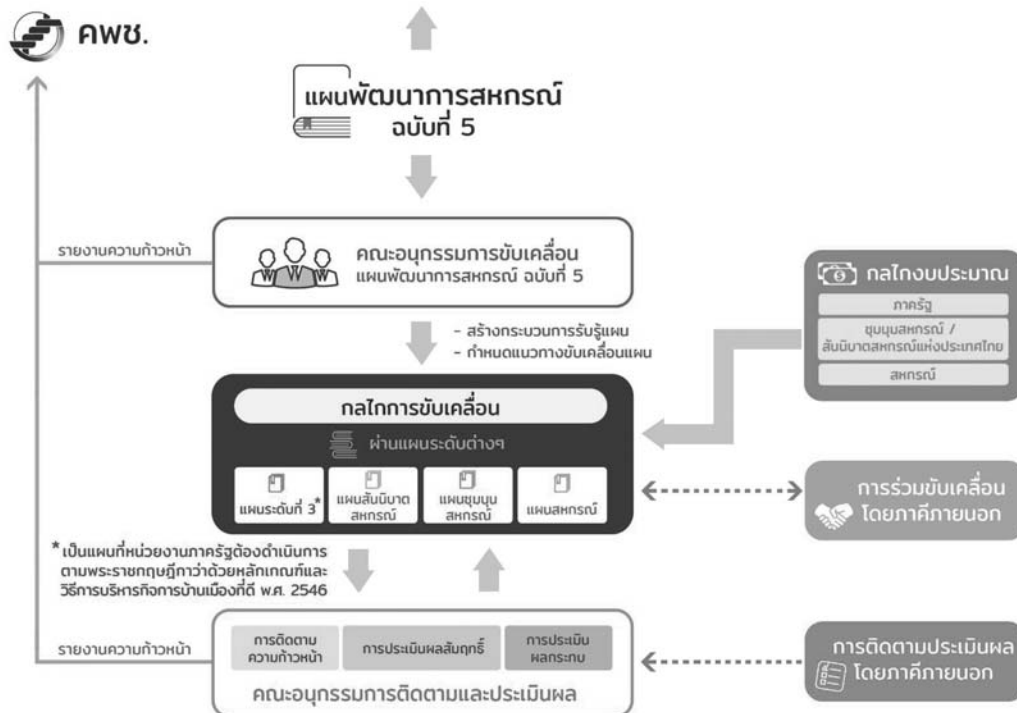 คพช.
แผนพัฒนาการสหกรณ์
ฉบับที่ 5
รายงานความก้าวหน้า
คณะอนุกรรมการขับเคลื่อน
แผนพัฒนาการสหกรณ์ ฉบับที่ 5
- สร้างกระบวนการรับรู้แผน
- กำหนดแนวทางขับเคลื่อนแผน
กลไกงบประมาณ
ภาครัฐ
ชุมนุมสหกรณ์ /
สันนิบาตสหกรณ์แห่งประเทศไทย
สหกรณ์
กลไกการขับเคลื่อน
ผ่านแผนระดับต่างๆ
แผนระดับที่ 3*
แผนสันนิบาต
สหกรณ์
แผนชุมนุม
สหกรณ์
แผนสหกรณ์
การร่วมขับเคลื่อน
โดยภาคีภายนอก
* เป็นแผนที่หน่วยงานภาครัฐต้องดำเนินการ
ตามพระราชกฤษฎีกาว่าด้วยหลักเกณฑ์และ
วิธีการบริหารกิจการบ้านเมืองที่ดี พ.ศ. 2546
รายงานความก้าวหน้า
การติดตาม
ความก้าวหน้า
การประเมินผลสัมฤทธิ์
การประเมิน
ผลกระทบ
คณะอนุกรรมการติดตามและประเมินผล
การติดตามประเมินผล
โดยภาคีภายนอก